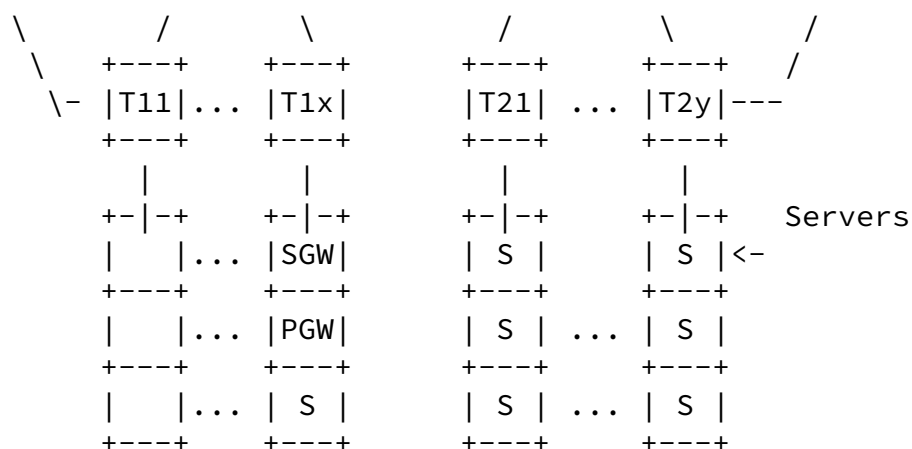 \         /         \             /           \          /
 \      +---+     +---+         +---+       +---+       /
  \-    |T11|...  |T1x|         |T21| ...   |T2y|---
        +---+     +---+         +---+       +---+
          |         |             |           |
        +-|-+     +-|-+         +-|-+       +-|-+   Servers
        |   |...  |SGW|         | S |       | S |<-
        +---+     +---+         +---+       +---+
        |   |...  |PGW|         | S | ...   | S |
        +---+     +---+         +---+       +---+
        |   |...  | S |         | S | ...   | S |
        +---+     +---+         +---+       +---+